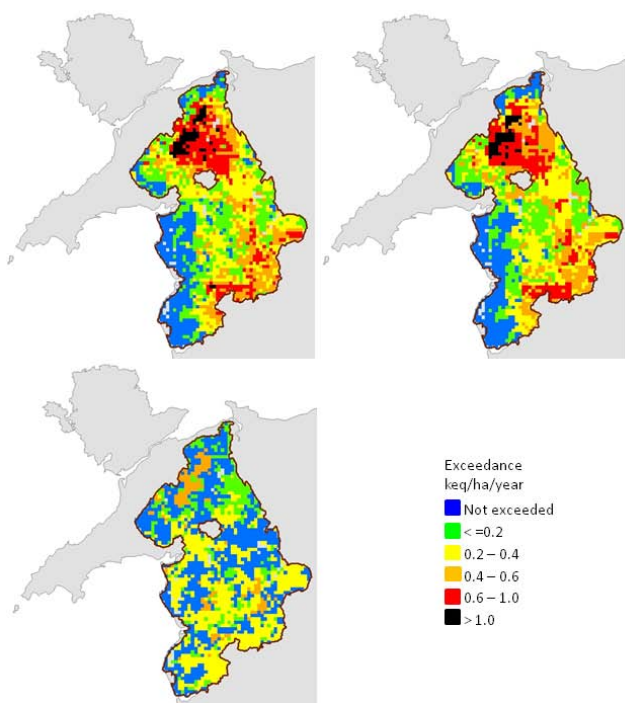 Exceedance
keq/ha/year
Not exceeded
< =0.2
0.2 – 0.4
0.4 – 0.6
0.6 – 1.0
> 1.0